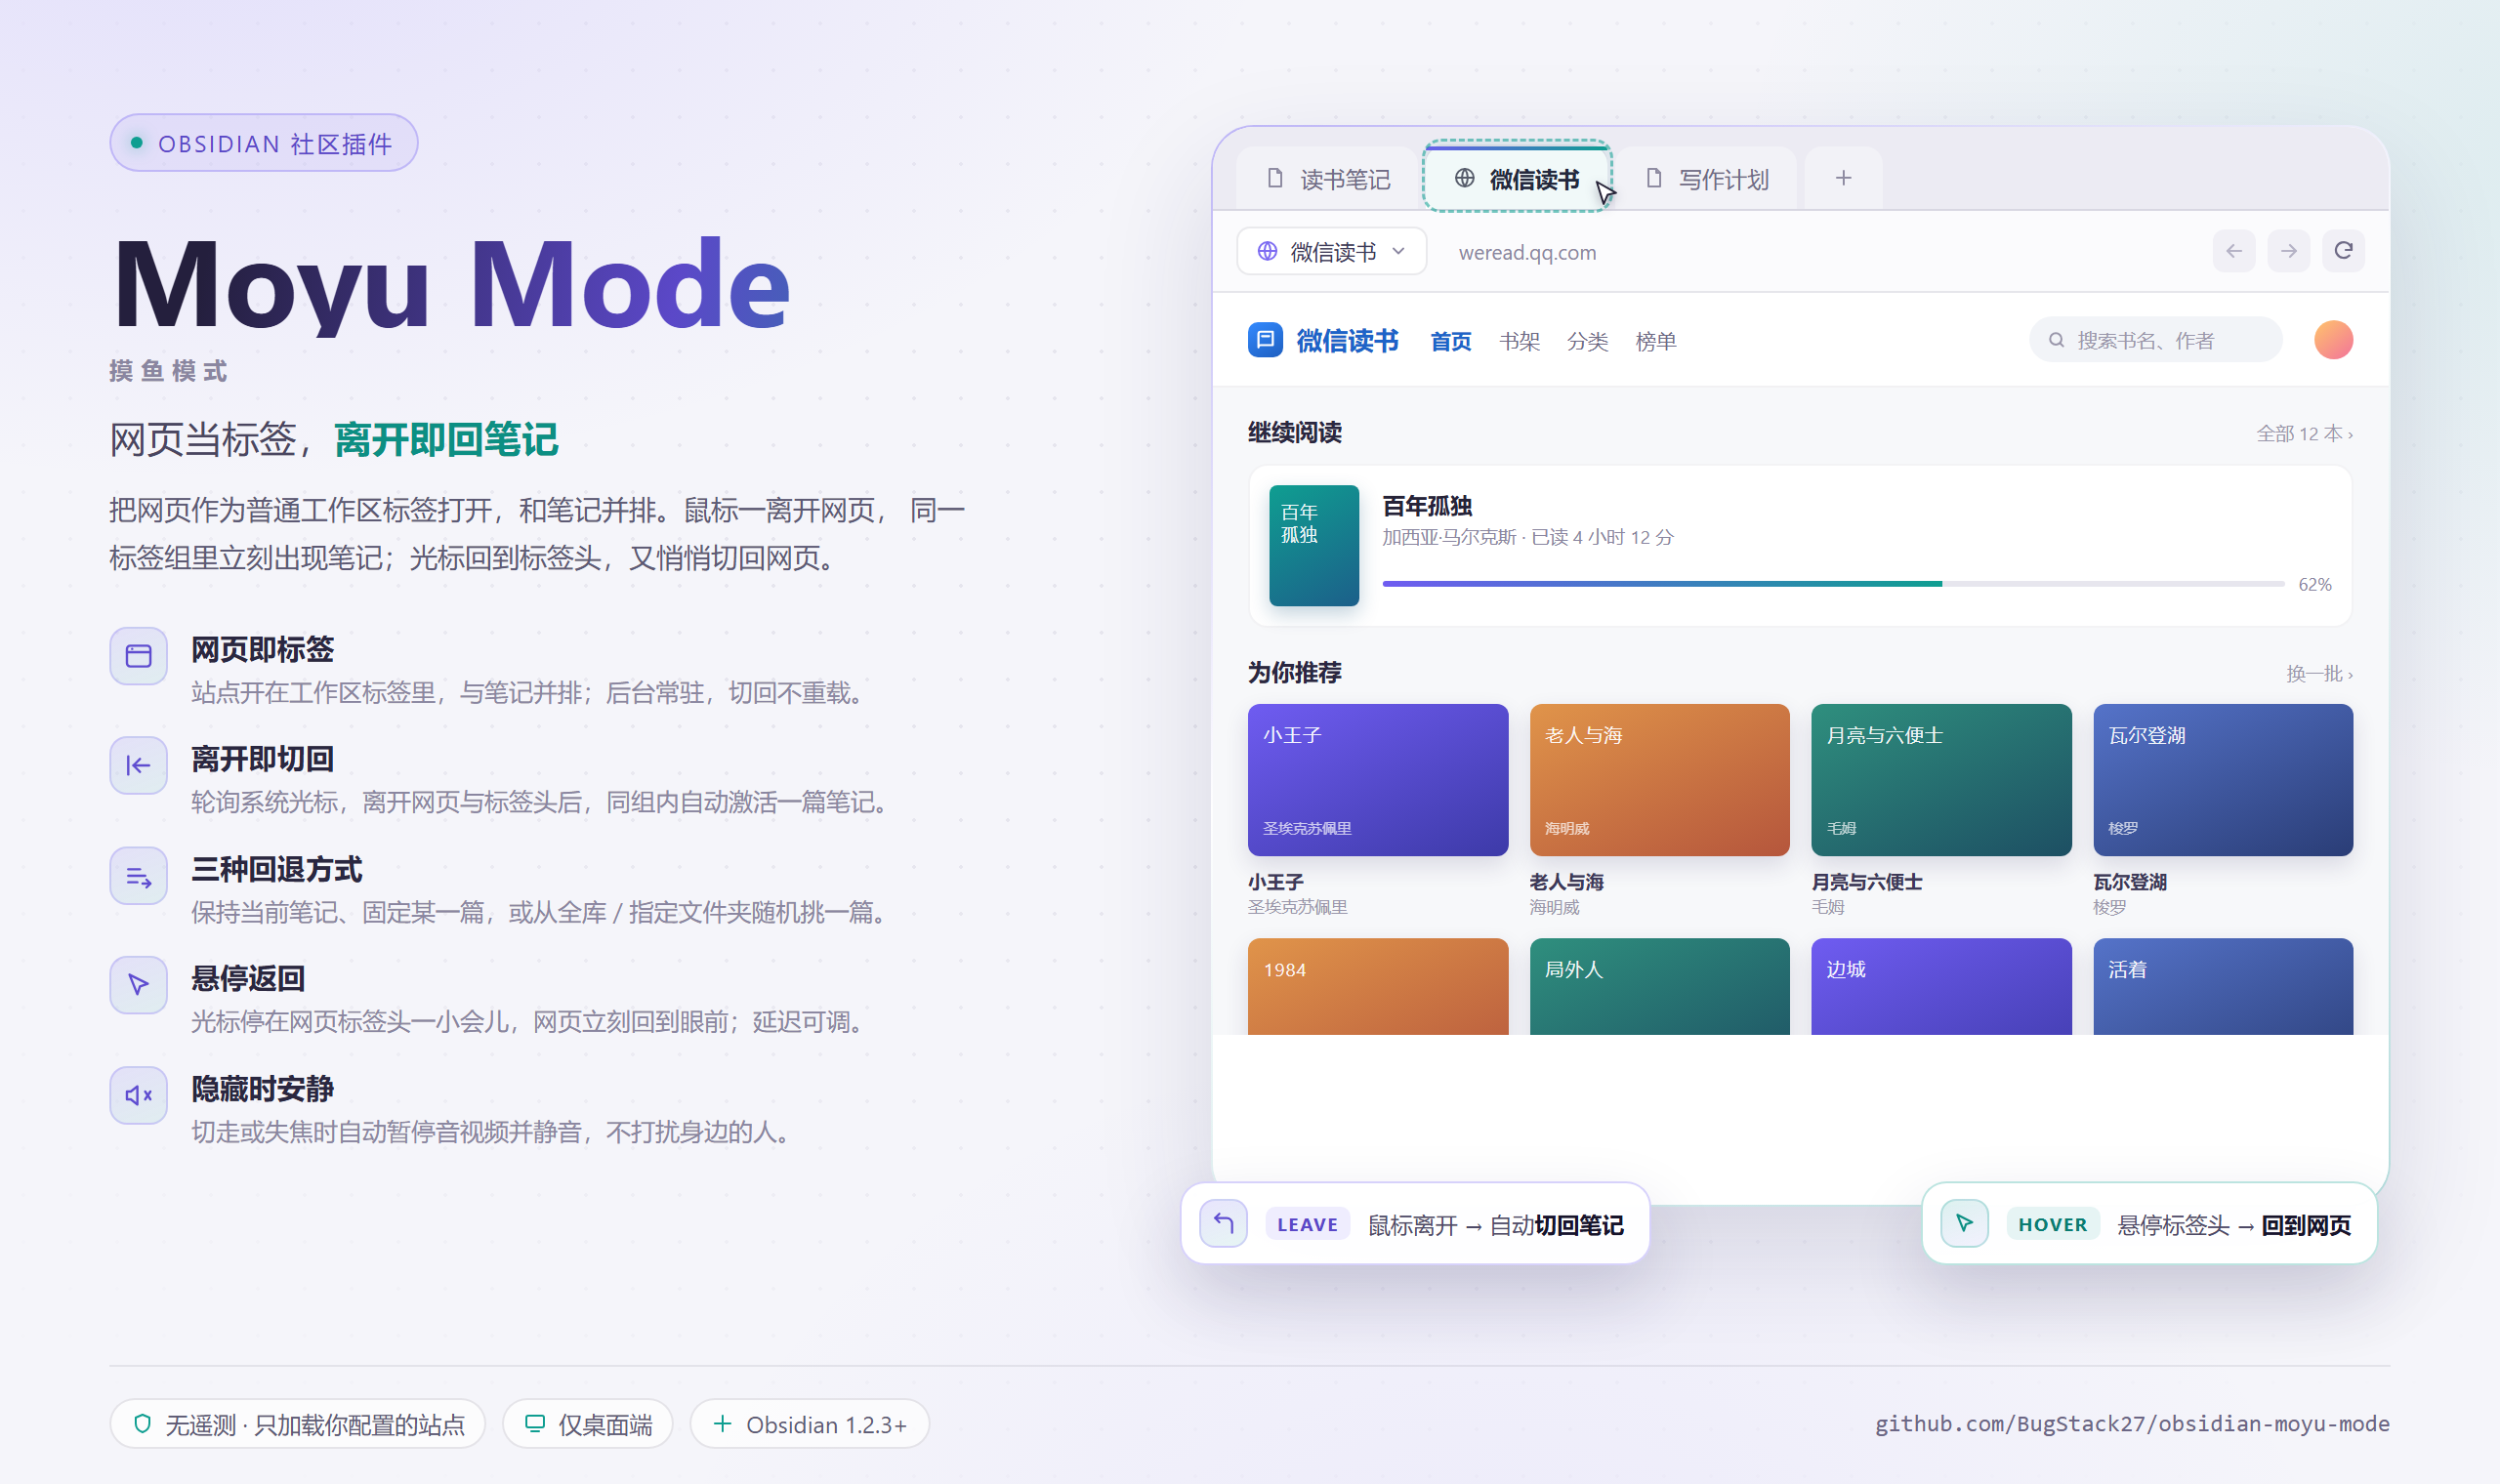 OBSIDIAN 社区插件
Moyu Mode
摸鱼模式
网页当标签，离开即回笔记
把网页作为普通工作区标签打开，和笔记并排。鼠标一离开网页， 同一
标签组里立刻出现笔记；光标回到标签头，又悄悄切回网页。
网页即标签
站点开在工作区标签里，与笔记并排；后台常驻，切回不重载。
离开即切回
轮询系统光标，离开网页与标签头后，同组内自动激活一篇笔记。
三种回退方式
保持当前笔记、固定某一篇，或从全库 / 指定文件夹随机挑一篇。
悬停返回
光标停在网页标签头一小会儿，网页立刻回到眼前；延迟可调。
隐藏时安静
切走或失焦时自动暂停音视频并静音，不打扰身边的人。
读书笔记 微信读书 写作计划 +
微信读书 weread.qq.com
微信读书 首页 书架 分类 榜单 搜索书名、作者
继续阅读 全部 12 本 ›
百年
孤独
百年孤独
加西亚·马尔克斯 · 已读 4 小时 12 分
62%
为你推荐 换一批 ›
小王子 老人与海 月亮与六便士 瓦尔登湖
圣埃克苏佩里 海明威 毛姆 梭罗
小王子 老人与海 月亮与六便士 瓦尔登湖
圣埃克苏佩里 海明威 毛姆 梭罗
1984 局外人 边城 活着
LEAVE 鼠标离开 → 自动切回笔记
HOVER 悬停标签头 → 回到网页
无遥测 · 只加载你配置的站点 仅桌面端 Obsidian 1.2.3+
github.com/BugStack27/obsidian-moyu-mode